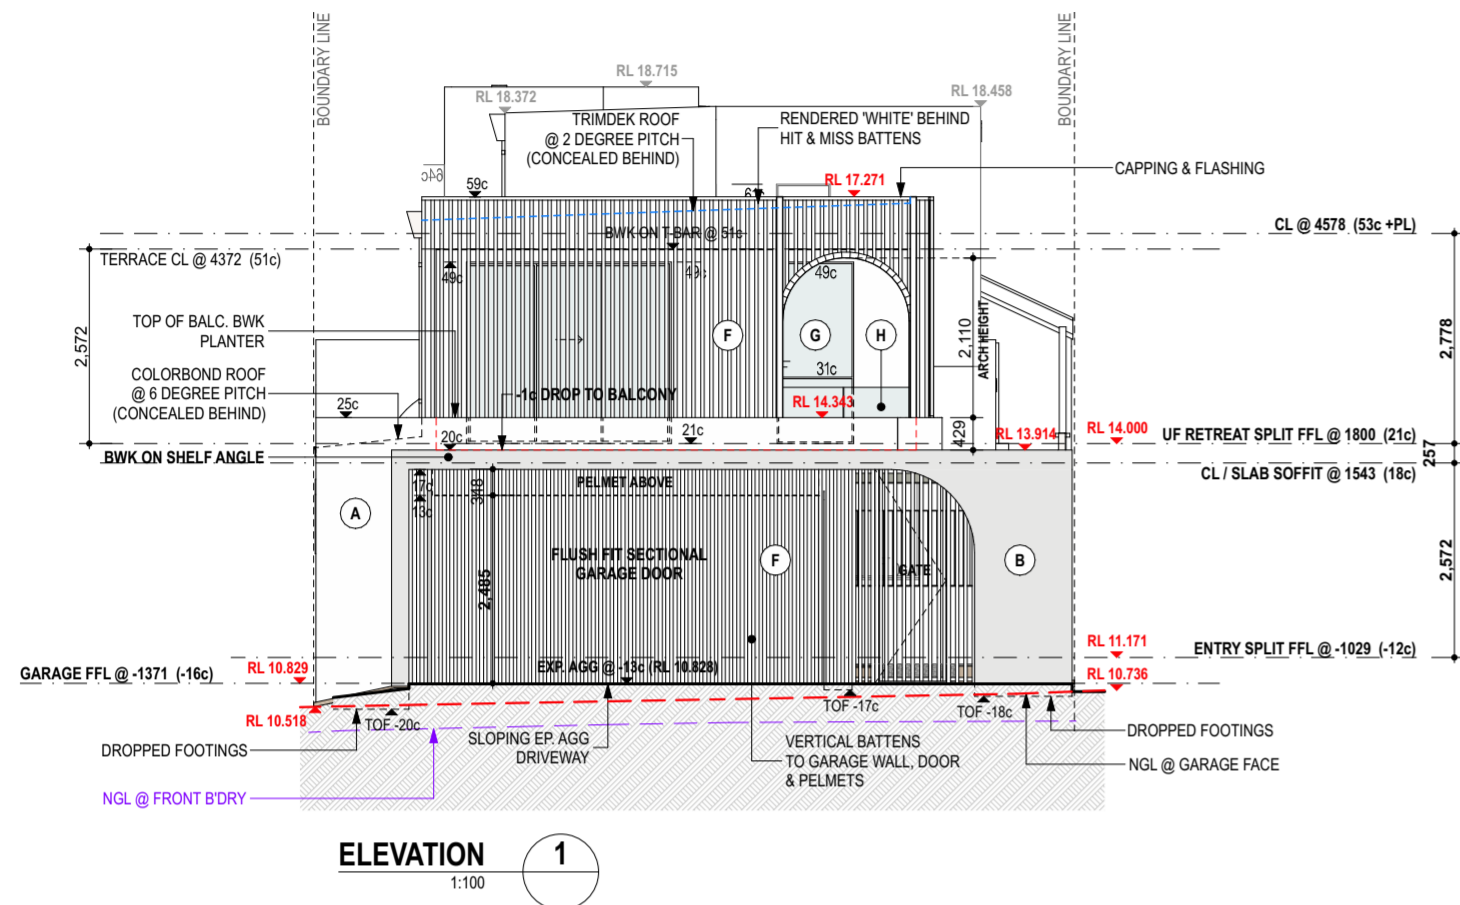 BOUNDARY LINE
BOUNDARY LINE
RL 18.715
RL 18.372
RL 18.458
TRIMDEK ROOF
@ 2 DEGREE PITCH
(CONCEALED BEHIND)
RENDERED 'WHITE' BEHIND
HIT & MISS BATTENS
CAPPING & FLASHING
64c
59c
RL 17.271
CL @ 4578 (53c +PL)
BWK ON T-BAR @ 51c
TERRACE CL @ 4372 (51c)
49c
49c
49c
TOP OF BALC. BWK
PLANTER
2,572
F
G
H
2,110
ARCH HEIGHT
2,778
COLORBOND ROOF
@ 6 DEGREE PITCH
(CONCEALED BEHIND)
31c
-1c DROP TO BALCONY
25c
RL 14.343
20c
21c
429
RL 13.914
RL 14.000
UF RETREAT SPLIT FFL @ 1800 (21c)
257
BWK ON SHELF ANGLE
CL / SLAB SOFFIT @ 1543 (18c)
17c
348
PELMET ABOVE
13c
A
FLUSH FIT SECTIONAL
GARAGE DOOR
F
GATE
B
2,485
2,572
RL 11.171
ENTRY SPLIT FFL @ -1029 (-12c)
GARAGE FFL @ -1371 (-16c)
RL 10.829
EXP. AGG @ -13c (RL 10.828)
RL 10.736
RL 10.518
TOF -20c
TOF -17c
TOF -18c
DROPPED FOOTINGS
SLOPING EP. AGG
DRIVEWAY
VERTICAL BATTENS
TO GARAGE WALL, DOOR
& PELMETS
DROPPED FOOTINGS
NGL @ GARAGE FACE
NGL @ FRONT B'DRY
ELEVATION
1
1:100